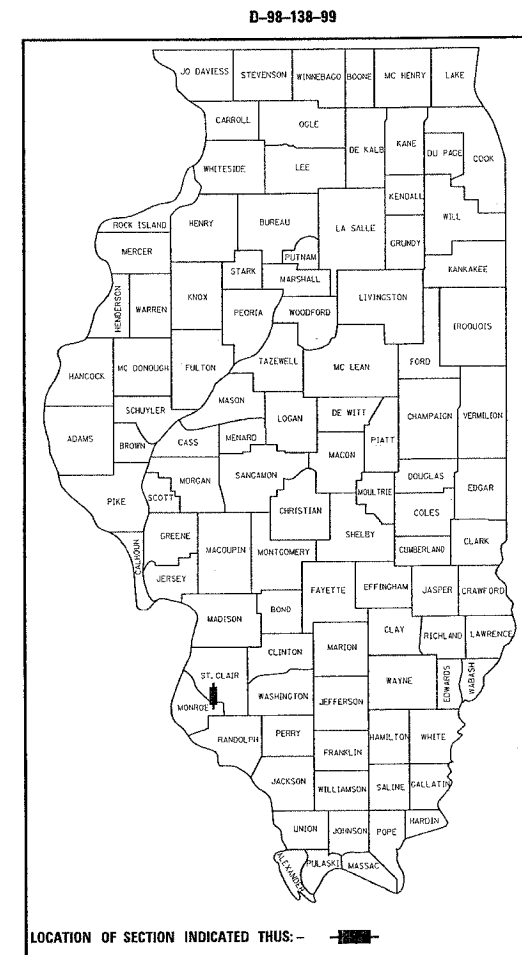 D-98-138-99
JO DAVIESS STEVENSON WINNEBAGO BOONE MC HENRY LAKE
CARROLL OGLE
DE KALB KANE DU PAGE COOK
WHITESIDE LEE
KENDALL
ROCK ISLAND HENRY BUREAU LA SALLE WILL
GRUNDY
MERCER PUTNAM
STARK MARSHALL KANKAKEE
HENDERSON WARREN KNOX PEORIA WOODFORD LIVINGSTON
IROQUOIS
HANCOCK MC DONOUGH FULTON TAZEWELL MC LEAN FORD
MASON
SCHUYLER LOGAN DE WITT CHAMPAIGN VERMILION
ADAMS BROWN CASS MENARD MACON PIATT
PIKE SCOTT MORGAN SANGAMON MOULTRIE DOUGLAS EDGAR
CHRISTIAN COLES
CALHOUN GREENE MACOUPIN MONTGOMERY SHELBY CUMBERLAND CLARK
JERSEY FAYETTE EFFINGHAM JASPER CRAWFORD
MADISON BOND
CLAY RICHLAND LAWRENCE
CLINTON MARION
ST. CLAIR WAYNE EDWARDS WABASH
MONROE WASHINGTON JEFFERSON
RANDOLPH PERRY HAMILTON WHITE
FRANKLIN
JACKSON WILLIAMSON SALINE GALLATIN
UNION JOHNSON POPE HARDIN
ALEXANDER PULASKI MASSAC
LOCATION OF SECTION INDICATED THUS: -